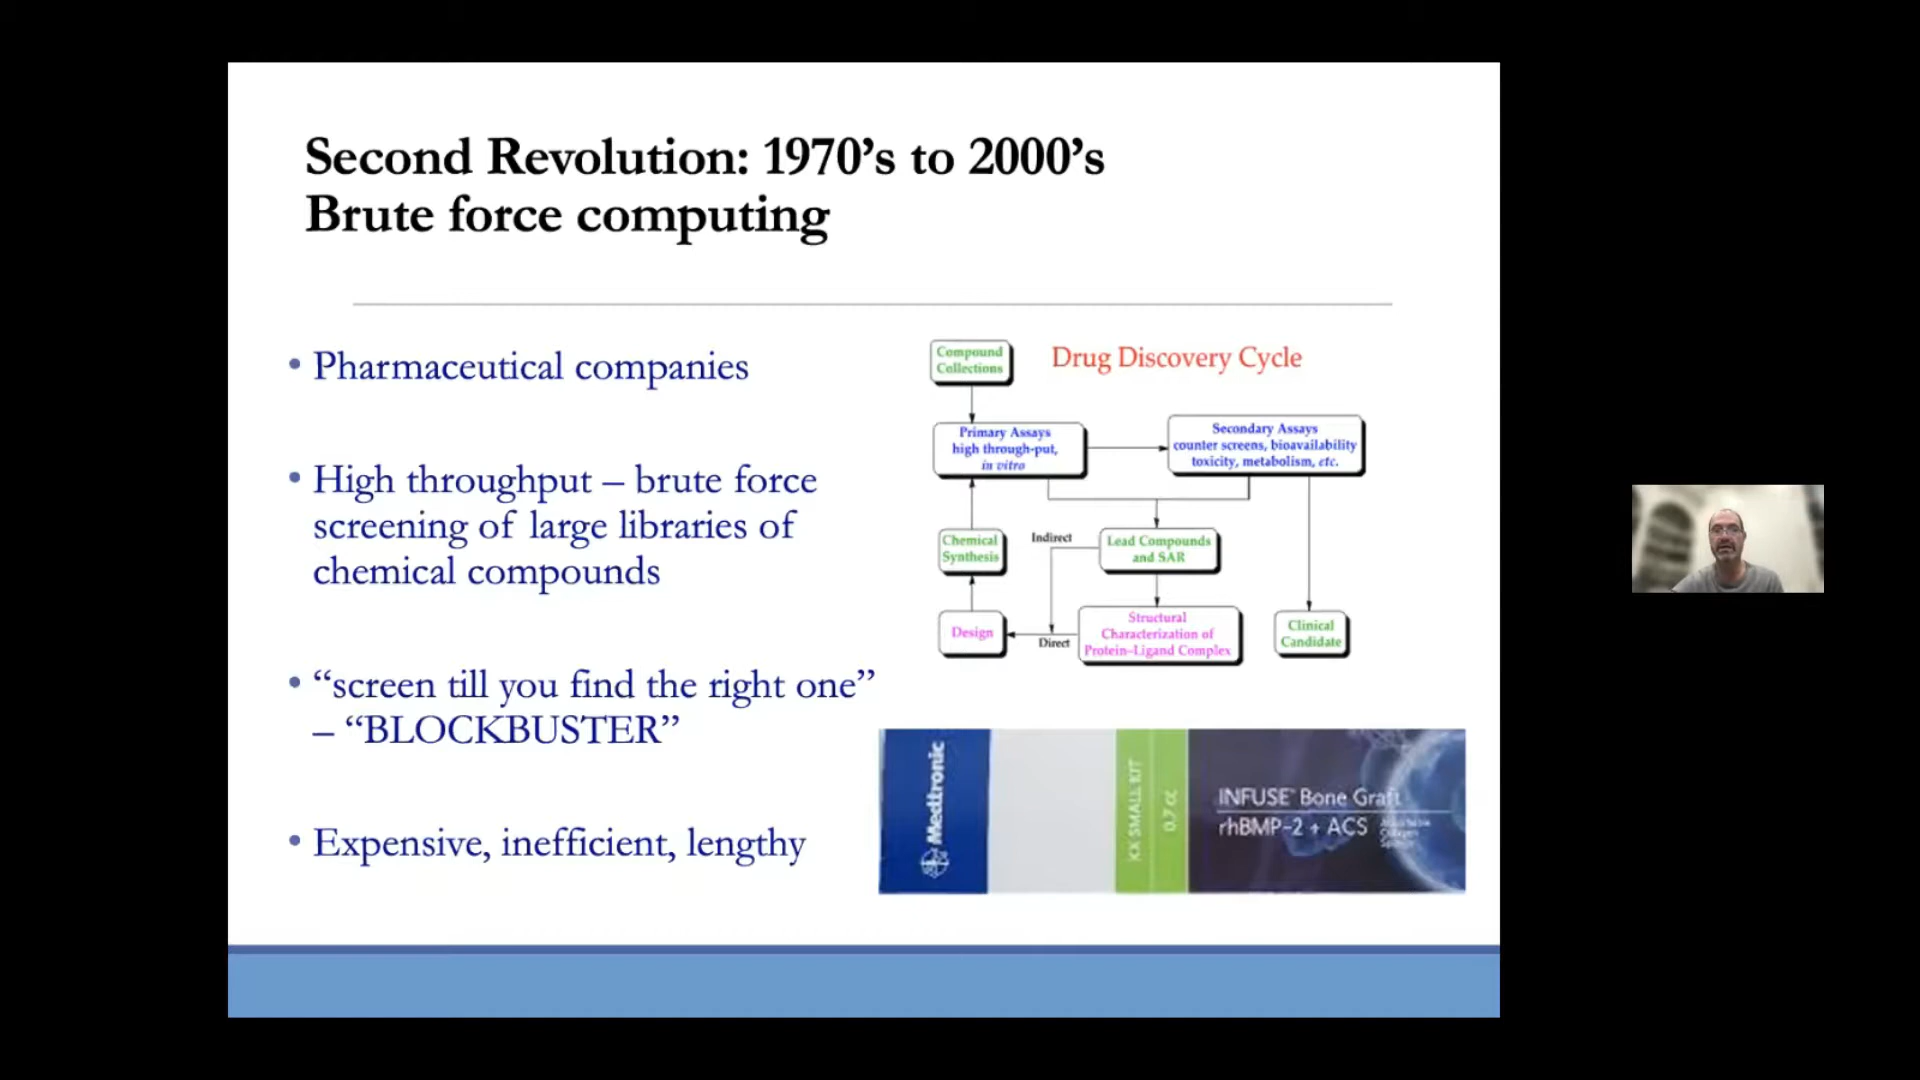 Second Revolution: 1970's to 2000's
Brute force computing
• Pharmaceutical companies
• High throughput – brute force
screening of large libraries of
chemical compounds
• “screen till you find the right one”
– “BLOCKBUSTER”
• Expensive, inefficient, lengthy
Drug Discovery Cycle
Compound
Collections
Primary Assays
high through-put,
in vitro
Secondary Assays
counter screens, bioavailability
toxicity, metabolism, etc.
Chemical
Synthesis
Indirect
Lead Compounds
and SAR
Design
Direct
Structural
Characterization of
Protein–Ligand Complex
Clinical
Candidate
Medtronic
XX SMALL KIT
0.7 cc
INFUSE™ Bone Graft
rhBMP-2 + ACS